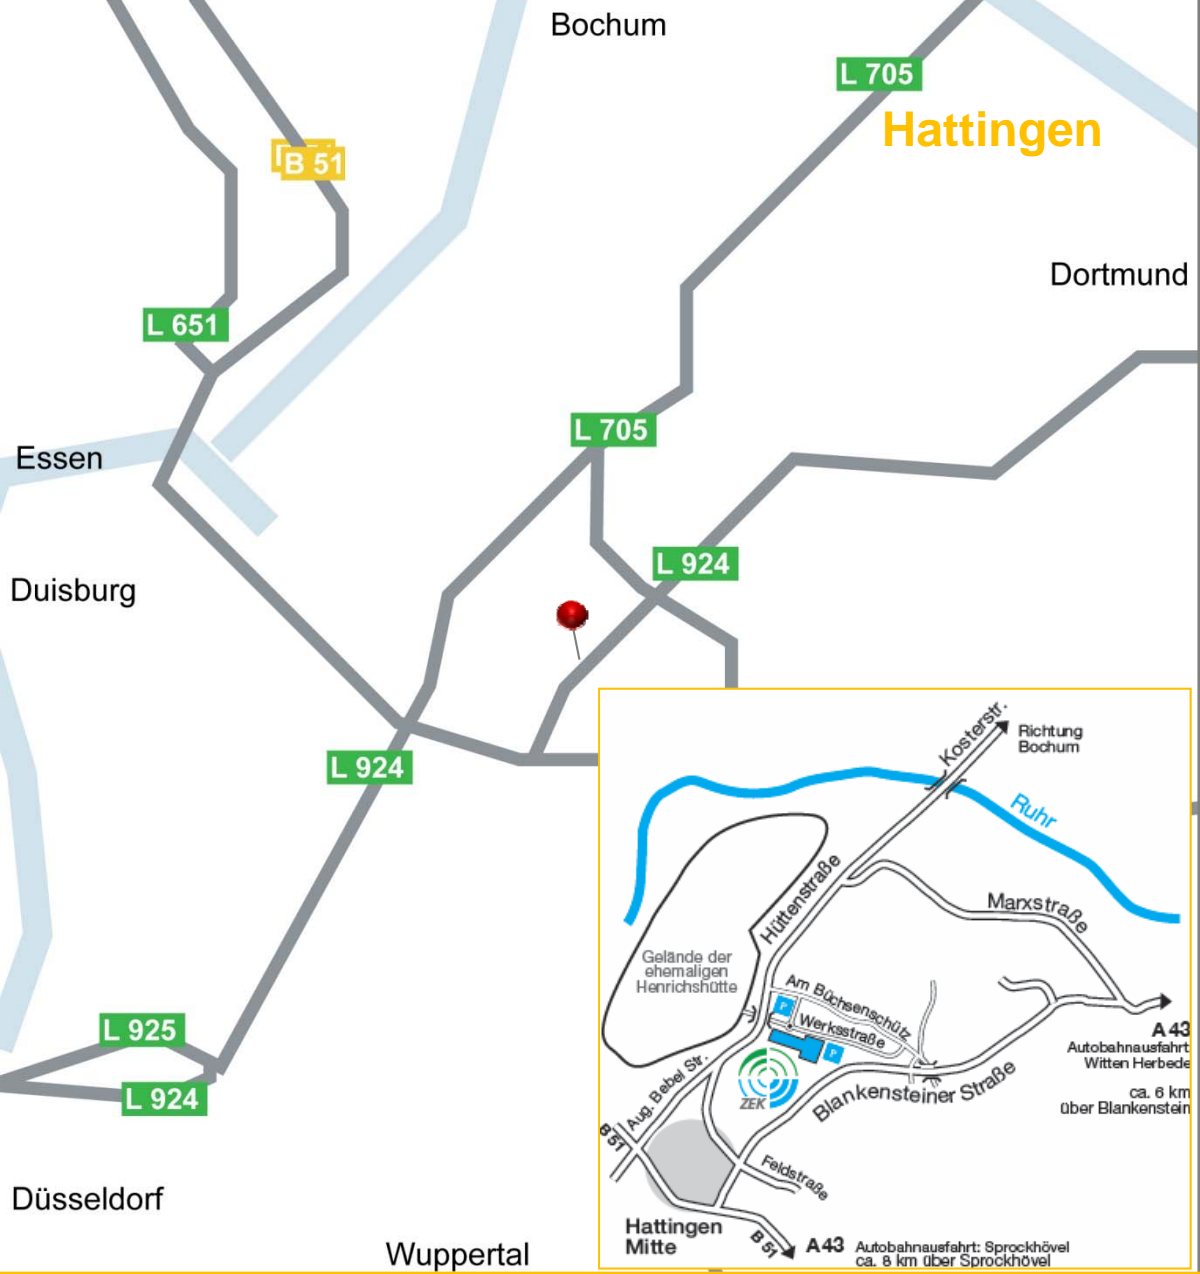 Bochum
L 705
Hattingen
B 51
Dortmund
L 651
L 705
Essen
L 924
Duisburg
L 924
L 925
L 924
Düsseldorf
Wuppertal
Kosterstr.
Richtung
Bochum
Ruhr
Hüttenstraße
Marxstraße
Gelände der
ehemaligen
Henrichshütte
Am Büchsenschütz
P
Werksstraße
P
A 43
Autobahnausfahrt
Witten Herbede
ca. 6 km
über Blankenstein
Aug. Bebel Str.
ZEK
Blankensteiner Straße
B 51
Feldstraße
Hattingen
Mitte
B 51
A43 Autobahnausfahrt: Sprockhövel
ca. 8 km über Sprockhövel